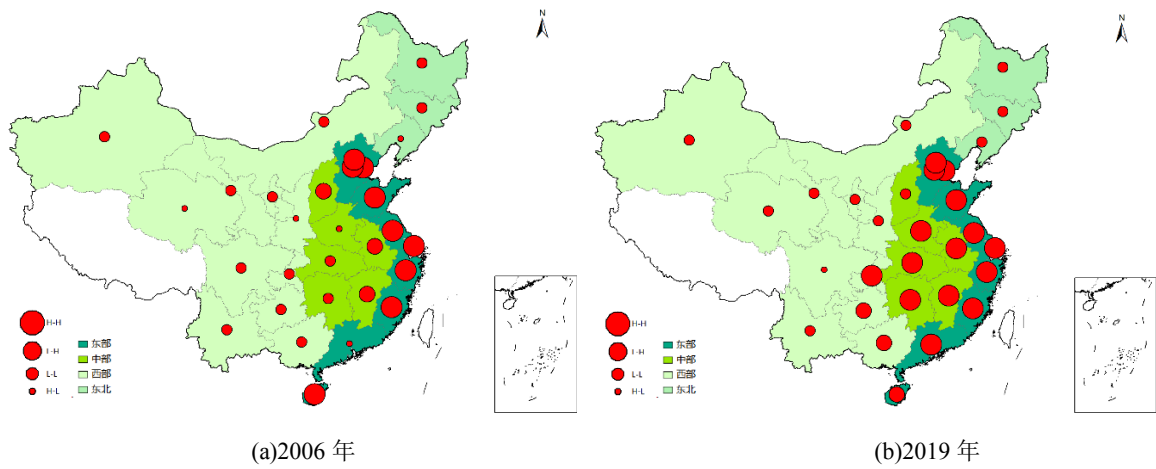 N
N
H-H
L-H
L-L
H-L
东部
中部
西部
东北
H-H
L-H
L-L
H-L
东部
中部
西部
东北
(a)2006 年
(b)2019 年